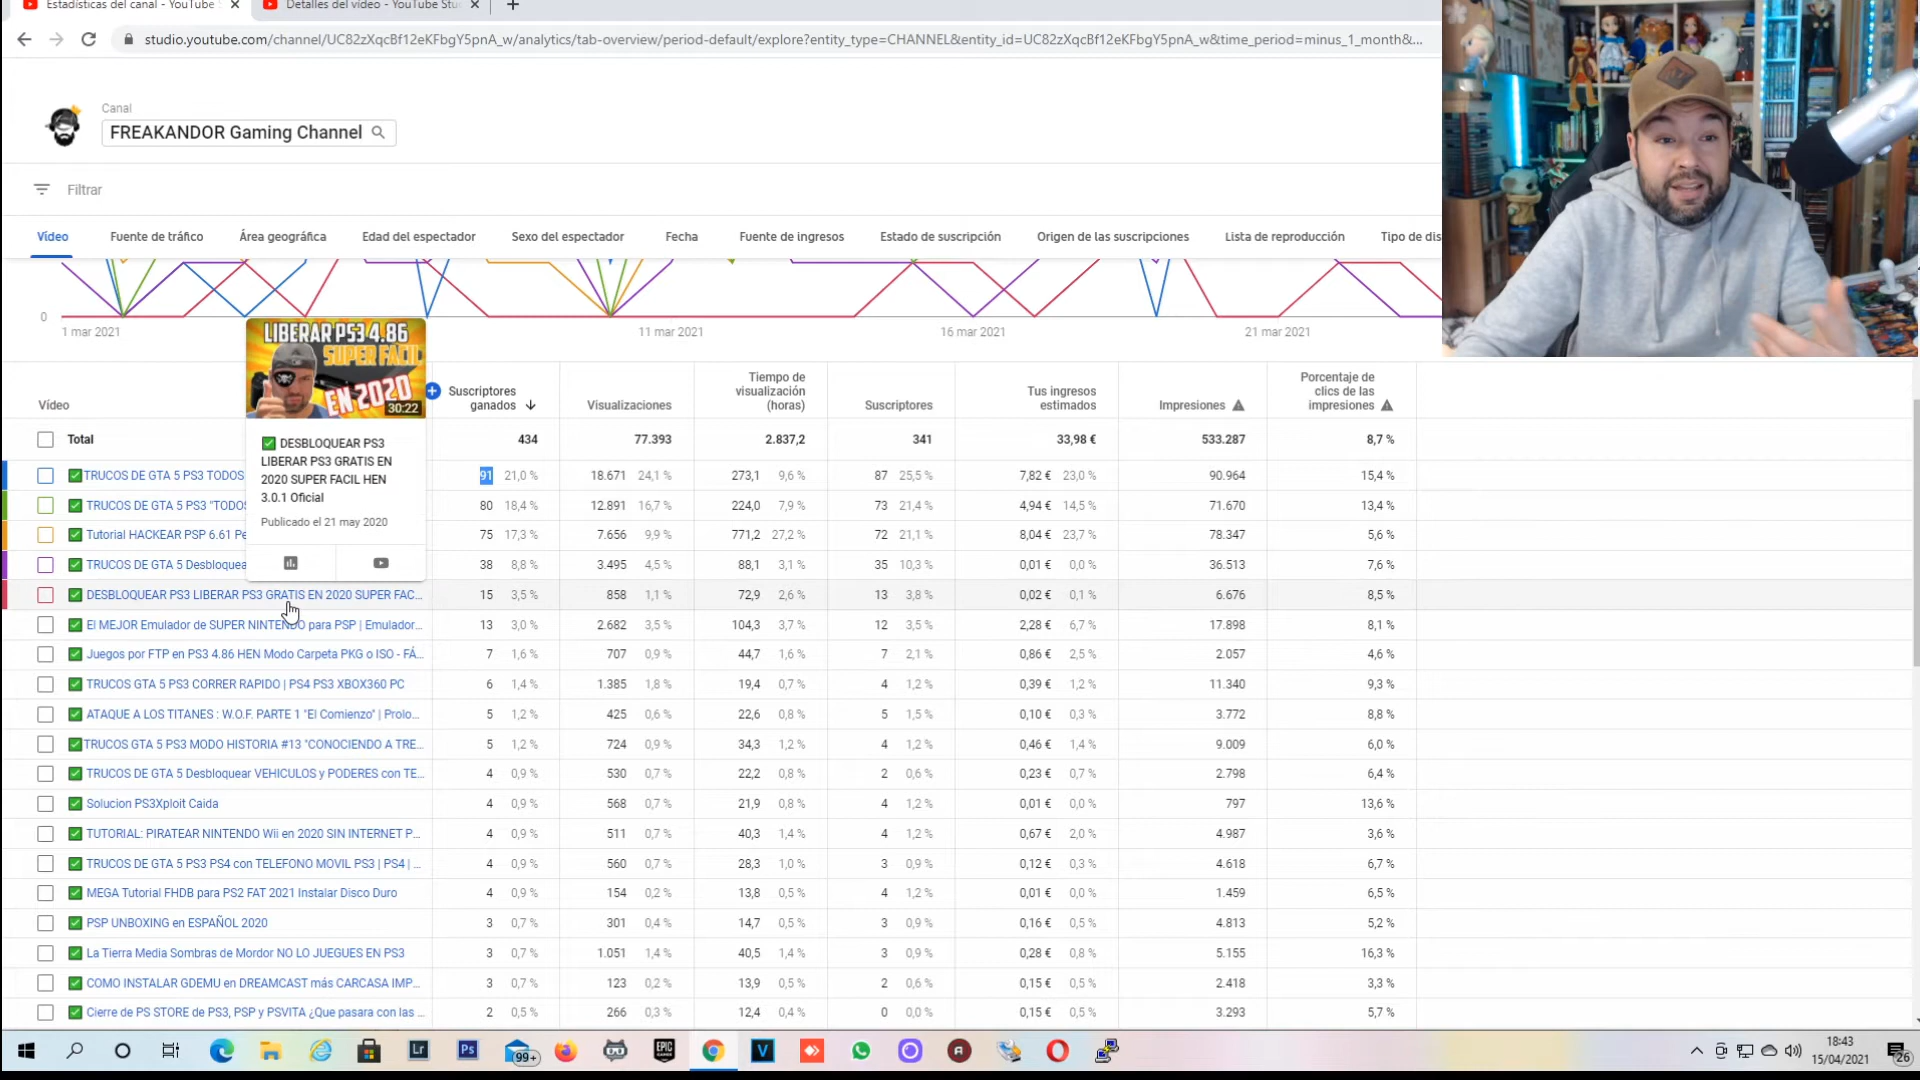 Estadísticas del canal - YouTube S
Detalles del vídeo - YouTube Stu
studio.youtube.com/channel/UC82zXqcBf12eKFbgY5pnA_w/analytics/tab-overview/period-default/explore?entity_type=CHANNEL&entity_id=UC82zXqcBf12eKFbgY5pnA_w&time_period=minus_1_month&...
Canal
FREAKANDOR Gaming Channel
Filtrar
Vídeo Fuente de tráfico Área geográfica Edad del espectador Sexo del espectador Fecha Fuente de ingresos Estado de suscripción Origen de las suscripciones Lista de reproducción Tipo de dis
0
1 mar 2021 11 mar 2021 16 mar 2021 21 mar 2021
LIBERAR PS3 4.86
SUPER FÁCIL
EN 2020
30:22
✅ DESBLOQUEAR PS3
LIBERAR PS3 GRATIS EN
2020 SUPER FACIL HEN
3.0.1 Oficial
Publicado el 21 may 2020
Vídeo
Suscriptores
ganados
Visualizaciones
Tiempo de
visualización
(horas)
Suscriptores
Tus ingresos
estimados
Impresiones
Porcentaje de
clics de las
impresiones
Total 434 77.393 2.837,2 341 33,98 € 533.287 8,7 %
✅TRUCOS DE GTA 5 PS3 TODOS 91 21,0 % 18.671 24,1 % 273,1 9,6 % 87 25,5 % 7,82 € 23,0 % 90.964 15,4 %
✅ TRUCOS DE GTA 5 PS3 "TODOS 80 18,4 % 12.891 16,7 % 224,0 7,9 % 73 21,4 % 4,94 € 14,5 % 71.670 13,4 %
✅ Tutorial HACKEAR PSP 6.61 Pe 75 17,3 % 7.656 9,9 % 771,2 27,2 % 72 21,1 % 8,04 € 23,7 % 78.347 5,6 %
✅ TRUCOS DE GTA 5 Desbloquea 38 8,8 % 3.495 4,5 % 88,1 3,1 % 35 10,3 % 0,01 € 0,0 % 36.513 7,6 %
✅ DESBLOQUEAR PS3 LIBERAR PS3 GRATIS EN 2020 SUPER FAC... 15 3,5 % 858 1,1 % 72,9 2,6 % 13 3,8 % 0,02 € 0,1 % 6.676 8,5 %
✅ El MEJOR Emulador de SUPER NINTENDO para PSP | Emulador... 13 3,0 % 2.682 3,5 % 104,3 3,7 % 12 3,5 % 2,28 € 6,7 % 17.898 8,1 %
✅ Juegos por FTP en PS3 4.86 HEN Modo Carpeta PKG o ISO - FÁ... 7 1,6 % 707 0,9 % 44,7 1,6 % 7 2,1 % 0,86 € 2,5 % 2.057 4,6 %
✅ TRUCOS GTA 5 PS3 CORRER RAPIDO | PS4 PS3 XBOX360 PC 6 1,4 % 1.385 1,8 % 19,4 0,7 % 4 1,2 % 0,39 € 1,2 % 11.340 9,3 %
✅ ATAQUE A LOS TITANES : W.O.F. PARTE 1 "El Comienzo" | Prolo... 5 1,2 % 425 0,6 % 22,6 0,8 % 5 1,5 % 0,10 € 0,3 % 3.772 8,8 %
✅TRUCOS GTA 5 PS3 MODO HISTORIA #13 "CONOCIENDO A TRE... 5 1,2 % 724 0,9 % 34,3 1,2 % 4 1,2 % 0,46 € 1,4 % 9.009 6,0 %
✅ TRUCOS DE GTA 5 Desbloquear VEHICULOS y PODERES con TE... 4 0,9 % 530 0,7 % 22,2 0,8 % 2 0,6 % 0,23 € 0,7 % 2.798 6,4 %
✅ Solucion PS3Xploit Caida 4 0,9 % 568 0,7 % 21,9 0,8 % 4 1,2 % 0,01 € 0,0 % 797 13,6 %
✅ TUTORIAL: PIRATEAR NINTENDO Wii en 2020 SIN INTERNET P... 4 0,9 % 511 0,7 % 40,3 1,4 % 4 1,2 % 0,67 € 2,0 % 4.987 3,6 %
✅ TRUCOS DE GTA 5 PS3 PS4 con TELEFONO MOVIL PS3 | PS4 | ... 4 0,9 % 560 0,7 % 28,3 1,0 % 3 0,9 % 0,12 € 0,3 % 4.618 6,7 %
✅ MEGA Tutorial FHDB para PS2 FAT 2021 Instalar Disco Duro 4 0,9 % 154 0,2 % 13,8 0,5 % 4 1,2 % 0,01 € 0,0 % 1.459 6,5 %
✅ PSP UNBOXING en ESPAÑOL 2020 3 0,7 % 301 0,4 % 14,7 0,5 % 3 0,9 % 0,16 € 0,5 % 4.813 5,2 %
✅ La Tierra Media Sombras de Mordor NO LO JUEGUES EN PS3 3 0,7 % 1.051 1,4 % 40,5 1,4 % 3 0,9 % 0,28 € 0,8 % 5.155 16,3 %
✅ COMO INSTALAR GDEMU en DREAMCAST más CARCASA IMP... 3 0,7 % 123 0,2 % 13,9 0,5 % 2 0,6 % 0,15 € 0,5 % 2.418 3,3 %
✅ Cierre de PS STORE de PS3, PSP y PSVITA ¿Que pasara con las ... 2 0,5 % 266 0,3 % 12,4 0,4 % 0 0,0 % 0,15 € 0,5 % 3.293 5,7 %
Lr Ps 99+ EPIC V
18:43
15/04/2021
26